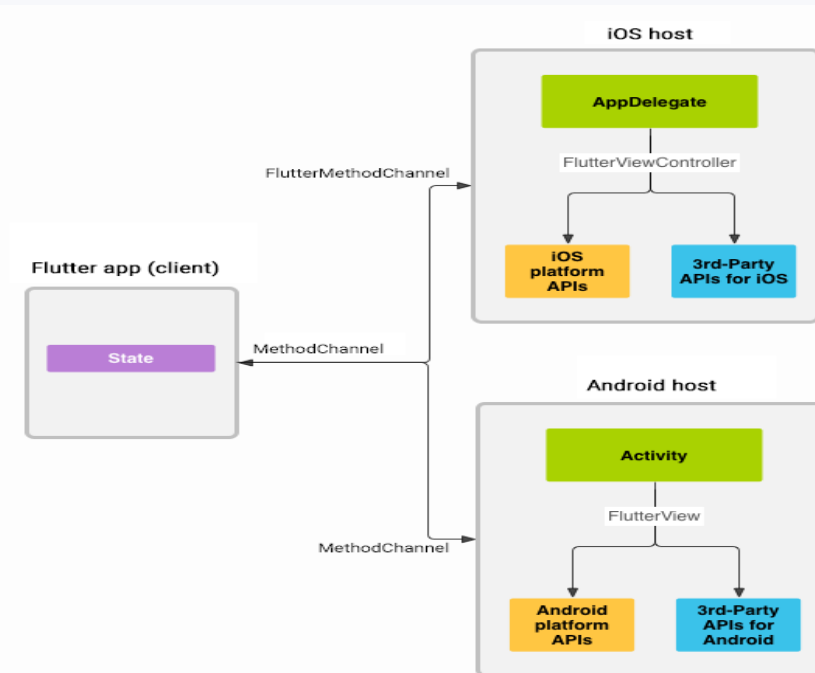 iOS host
AppDelegate
FlutterViewController
FlutterMethodChannel
iOS
platform
APIs
3rd-Party
APIs for iOS
Flutter app (client)
State
MethodChannel
Android host
Activity
FlutterView
MethodChannel
Android
platform
APIs
3rd-Party
APIs for
Android